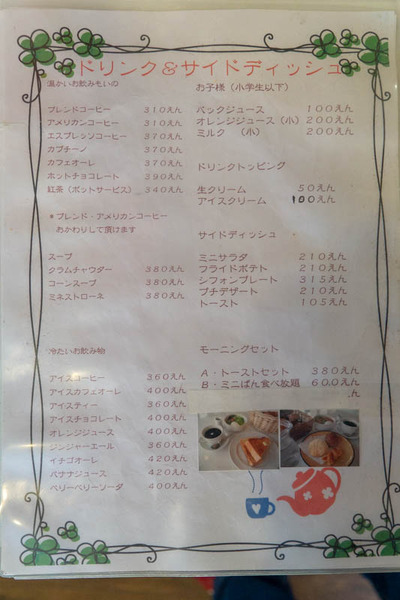 ドリンク＆サイドディッシュ
温かいお飲みもいの
ブレンドコーヒー 310えん
アメリカンコーヒー 310えん
エスプレッソコーヒー 370えん
カプチーノ 370えん
カフェオーレ 370えん
ホットチョコレート 390えん
紅茶（ポットサービス） 340えん
＊ブレンド・アメリカンコーヒー
おかわりして頂けます
スープ
クラムチャウダー 380えん
コーンスープ 380えん
ミネストローネ 380えん
冷たいお飲み物
アイスコーヒー 360えん
アイスカフェオーレ 400えん
アイスティー 360えん
アイスチョコレート 400えん
オレンジジュース 400えん
ジンジャーエール 360えん
イチゴオーレ 420えん
バナナジュース 420えん
ベリーベリーソーダ 400えん
お子様（小学生以下）
パックジュース 100えん
オレンジジュース（小） 200えん
ミルク （小） 200えん
ドリンクトッピング
生クリーム 50えん
アイスクリーム 100えん
サイドディッシュ
ミニサラダ 210えん
フライドポテト 210えん
シフォンプレート 315えん
プチデザート 210えん
トースト 105えん
モーニングセット
A・トーストセット 380えん
B・ミニぱん食べ放題 600えん
ん